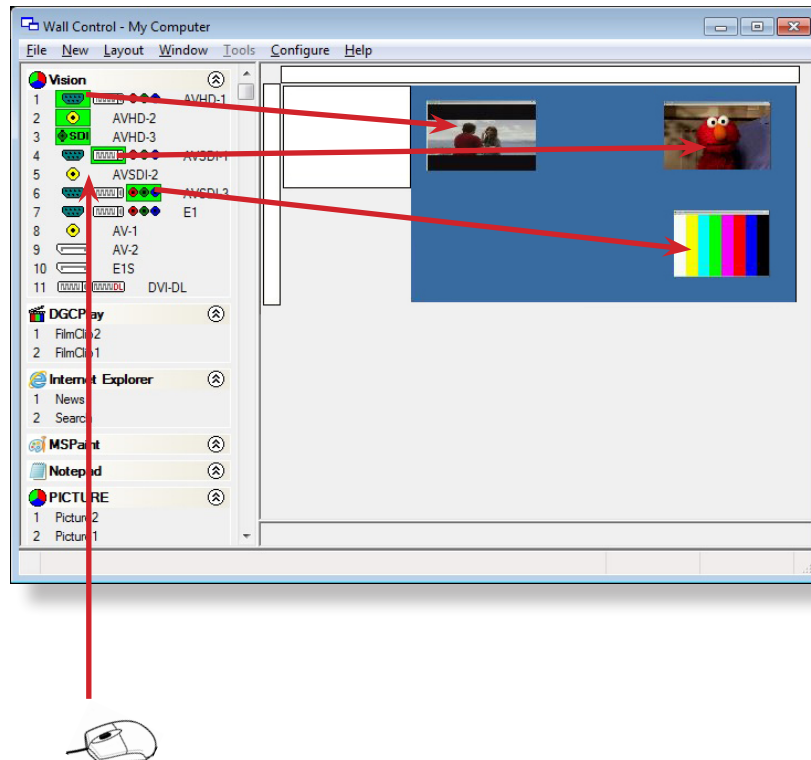 Wall Control - My Computer
File New Layout Window Tools Configure Help
Vision
1 AVHD-1
2 AVHD-2
3 SDI AVHD-3
4 AVSDI-1
5 AVSDI-2
6 AVSDI-3
7 E1
8 AV-1
9 AV-2
10 E1S
11 DL DVI-DL
DGCPlay
1 FilmClip2
2 FilmClip1
Internet Explorer
1 News
2 Search
MSPaint
Notepad
PICTURE
1 Picture2
2 Picture1